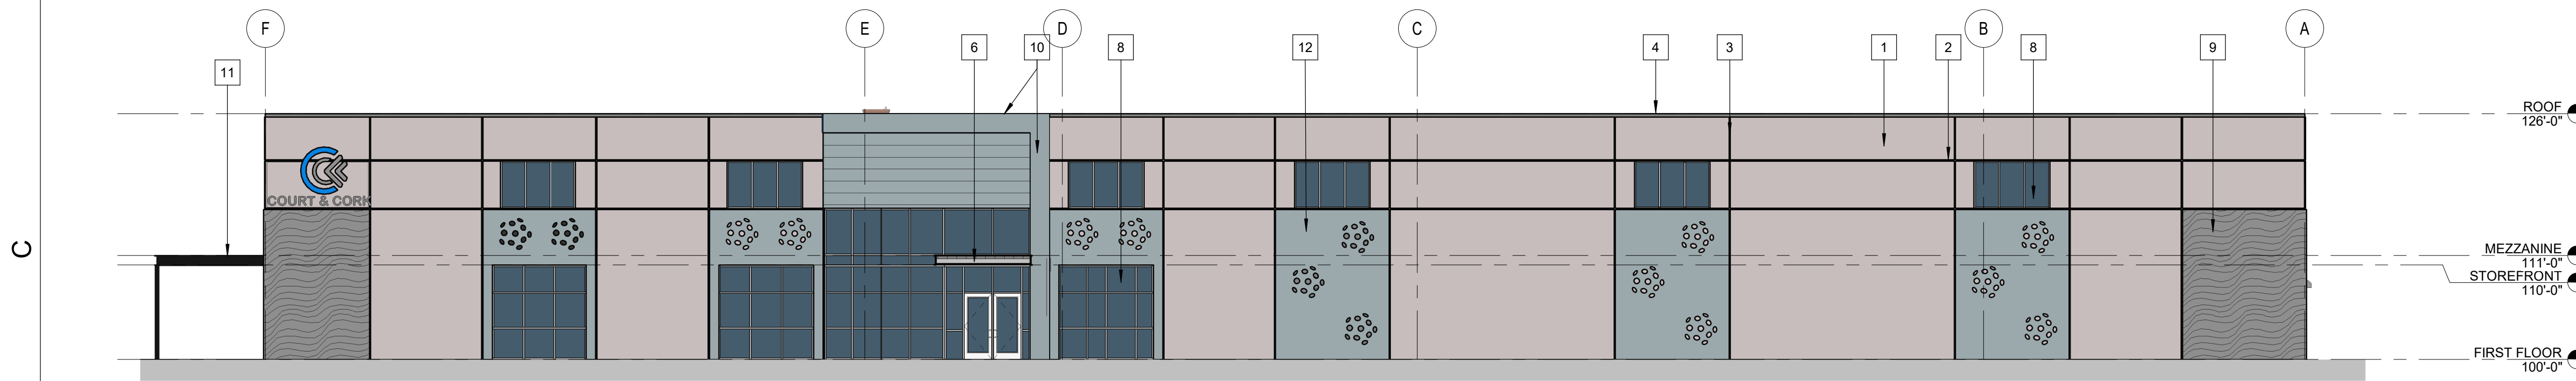 F
E
D
C
B
A
11
6
10
8
12
4
3
1
2
8
9
C
ROOF
126'-0"
COURT & CORK
MEZZANINE
111'-0"
STOREFRONT
110'-0"
FIRST FLOOR
100'-0"